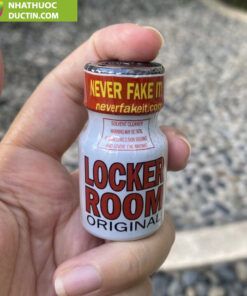 NHATHUOC
DUCTIN.COM
NEVER FAKE IT!
neverfakeit.com
SOLVENT CLEANER
LOCKER
ROOM
ORIGINAL